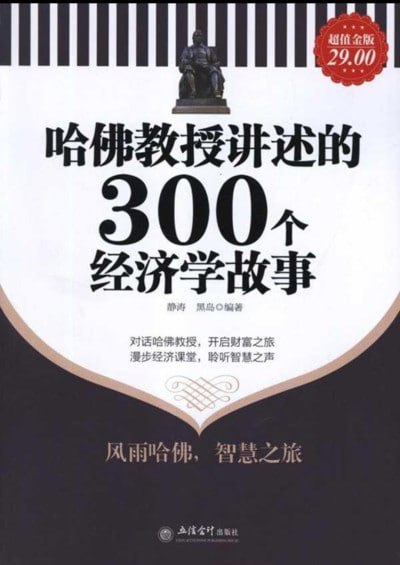 超值金版
29.00
哈佛教授讲述的
300个
经济学故事
静涛 黑岛◎编著
对话哈佛教授，开启财富之旅
漫步经济课堂，聆听智慧之声
风雨哈佛，智慧之旅
立信会计出版社